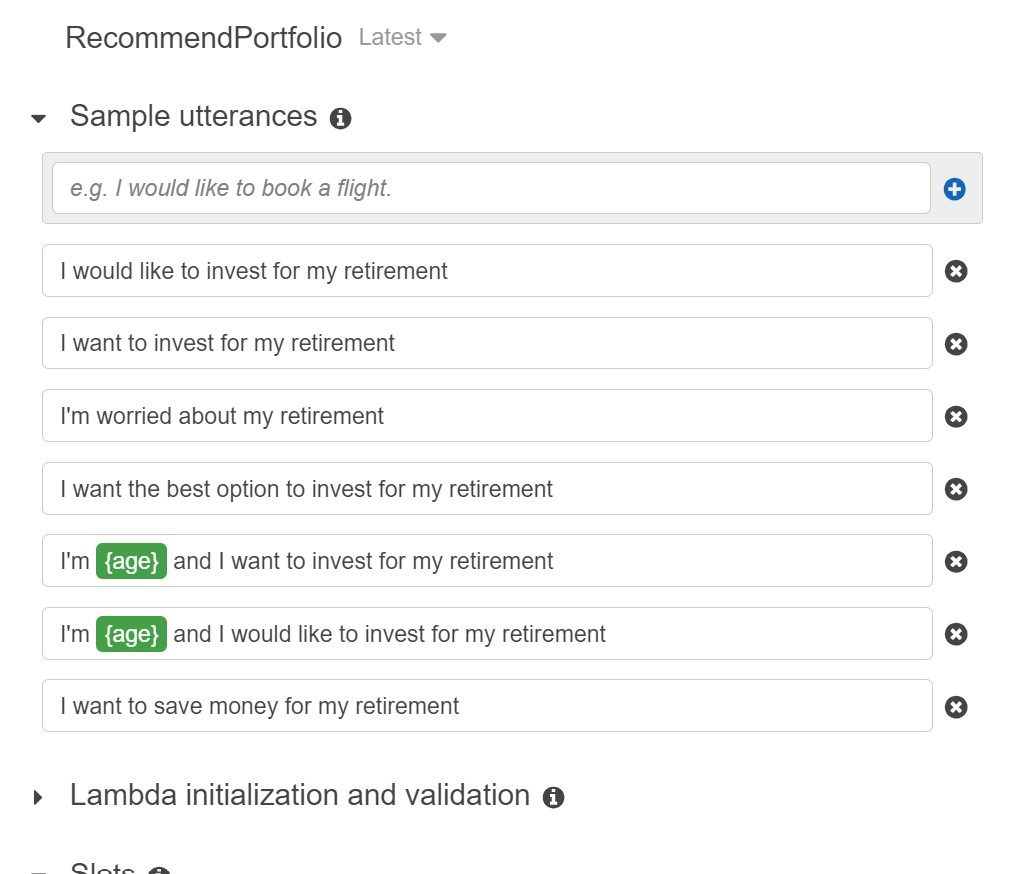 RecommendPortfolio Latest
Sample utterances
e.g. I would like to book a flight.
I would like to invest for my retirement
I want to invest for my retirement
I'm worried about my retirement
I want the best option to invest for my retirement
I'm {age} and I want to invest for my retirement
I'm {age} and I would like to invest for my retirement
I want to save money for my retirement
Lambda initialization and validation
Slots